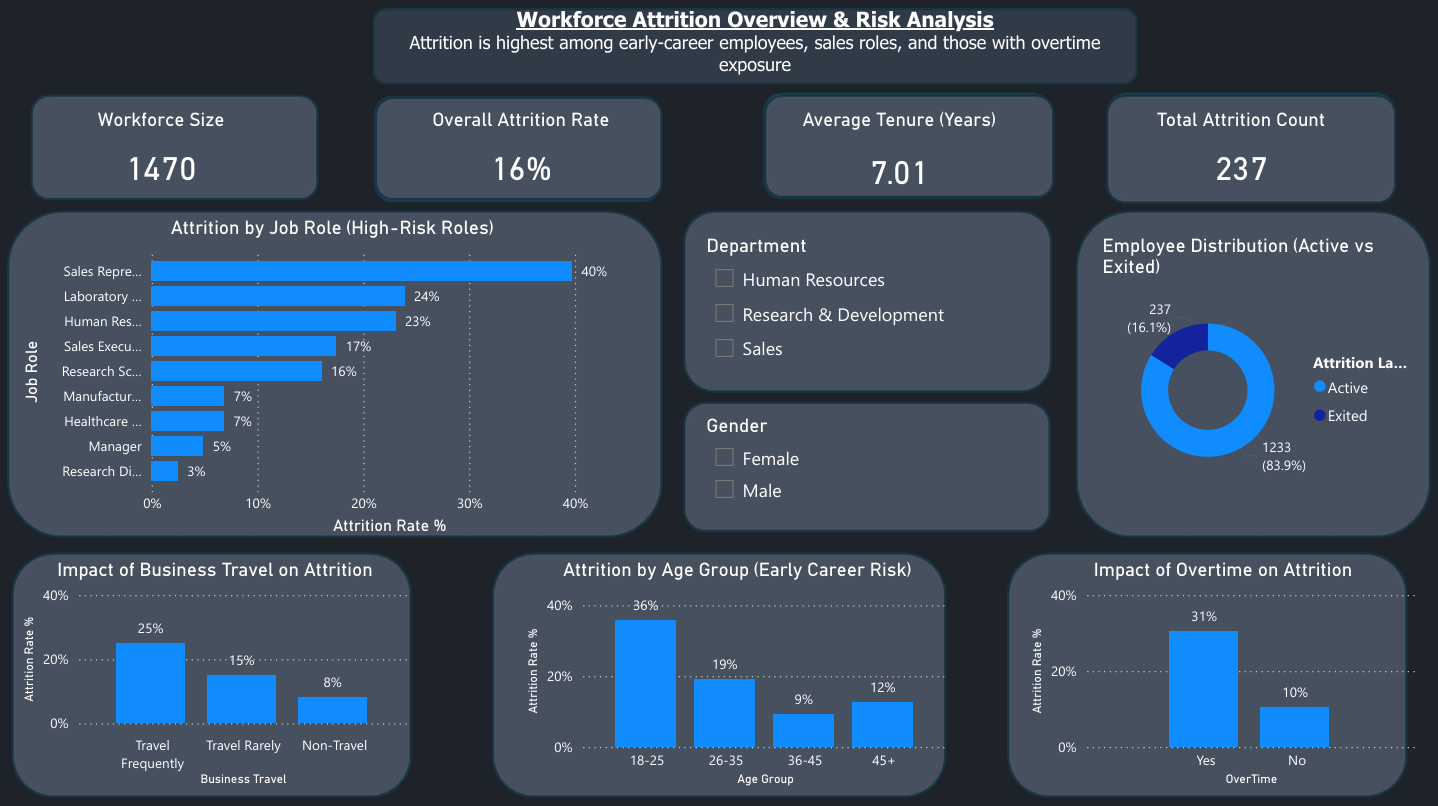 Workforce Attrition Overview & Risk Analysis
Attrition is highest among early-career employees, sales roles, and those with overtime
exposure
Workforce Size
1470
Overall Attrition Rate
16%
Average Tenure (Years)
7.01
Total Attrition Count
237
Attrition by Job Role (High-Risk Roles)
Job Role
Sales Repre... 40%
Laboratory ... 24%
Human Res... 23%
Sales Execu... 17%
Research Sc... 16%
Manufactur... 7%
Healthcare ... 7%
Manager 5%
Research Di... 3%
0% 10% 20% 30% 40%
Attrition Rate %
Department
Human Resources
Research & Development
Sales
Gender
Female
Male
Employee Distribution (Active vs
Exited)
237
(16.1%)
1233
(83.9%)
Attrition La...
Active
Exited
Impact of Business Travel on Attrition
Attrition Rate %
40%
20%
0%
25%
15%
8%
Travel
Frequently
Travel Rarely
Non-Travel
Business Travel
Attrition by Age Group (Early Career Risk)
Attrition Rate %
40%
20%
0%
36%
19%
9%
12%
18-25 26-35 36-45 45+
Age Group
Impact of Overtime on Attrition
Attrition Rate %
40%
20%
0%
31%
10%
Yes No
OverTime